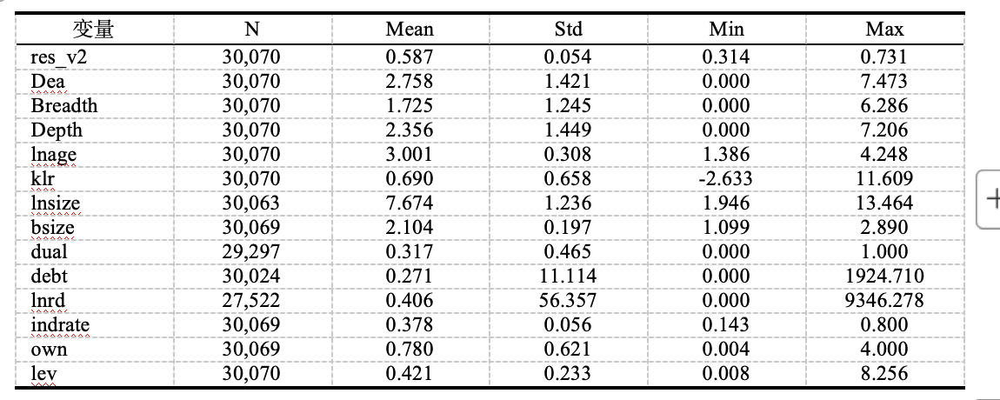 变量 N Mean Std Min Max
res_v2 30,070 0.587 0.054 0.314 0.731
Dea 30,070 2.758 1.421 0.000 7.473
Breadth 30,070 1.725 1.245 0.000 6.286
Depth 30,070 2.356 1.449 0.000 7.206
lnage 30,070 3.001 0.308 1.386 4.248
klr 30,070 0.690 0.658 -2.633 11.609
lnsize 30,063 7.674 1.236 1.946 13.464
bsize 30,069 2.104 0.197 1.099 2.890
dual 29,297 0.317 0.465 0.000 1.000
debt 30,024 0.271 11.114 0.000 1924.710
lnrd 27,522 0.406 56.357 0.000 9346.278
indrate 30,069 0.378 0.056 0.143 0.800
own 30,069 0.780 0.621 0.004 4.000
lev 30,070 0.421 0.233 0.008 8.256